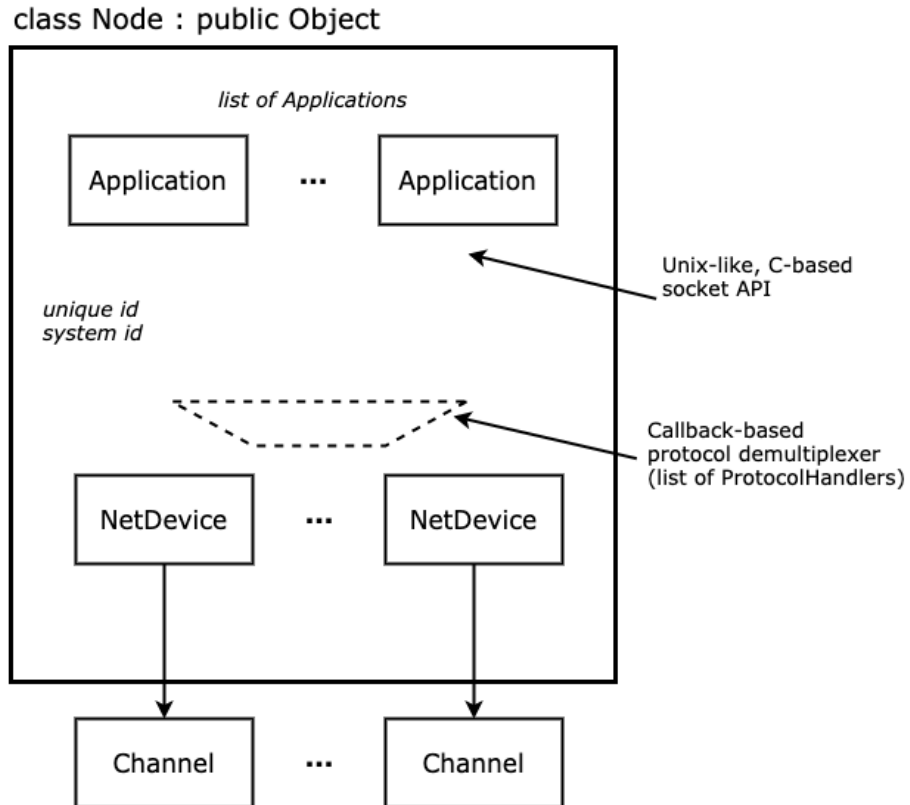 class Node : public Object
list of Applications
Application ... Application
Unix-like, C-based
socket API
unique id
system id
Callback-based
protocol demultiplexer
(list of ProtocolHandlers)
NetDevice ... NetDevice
Channel ... Channel